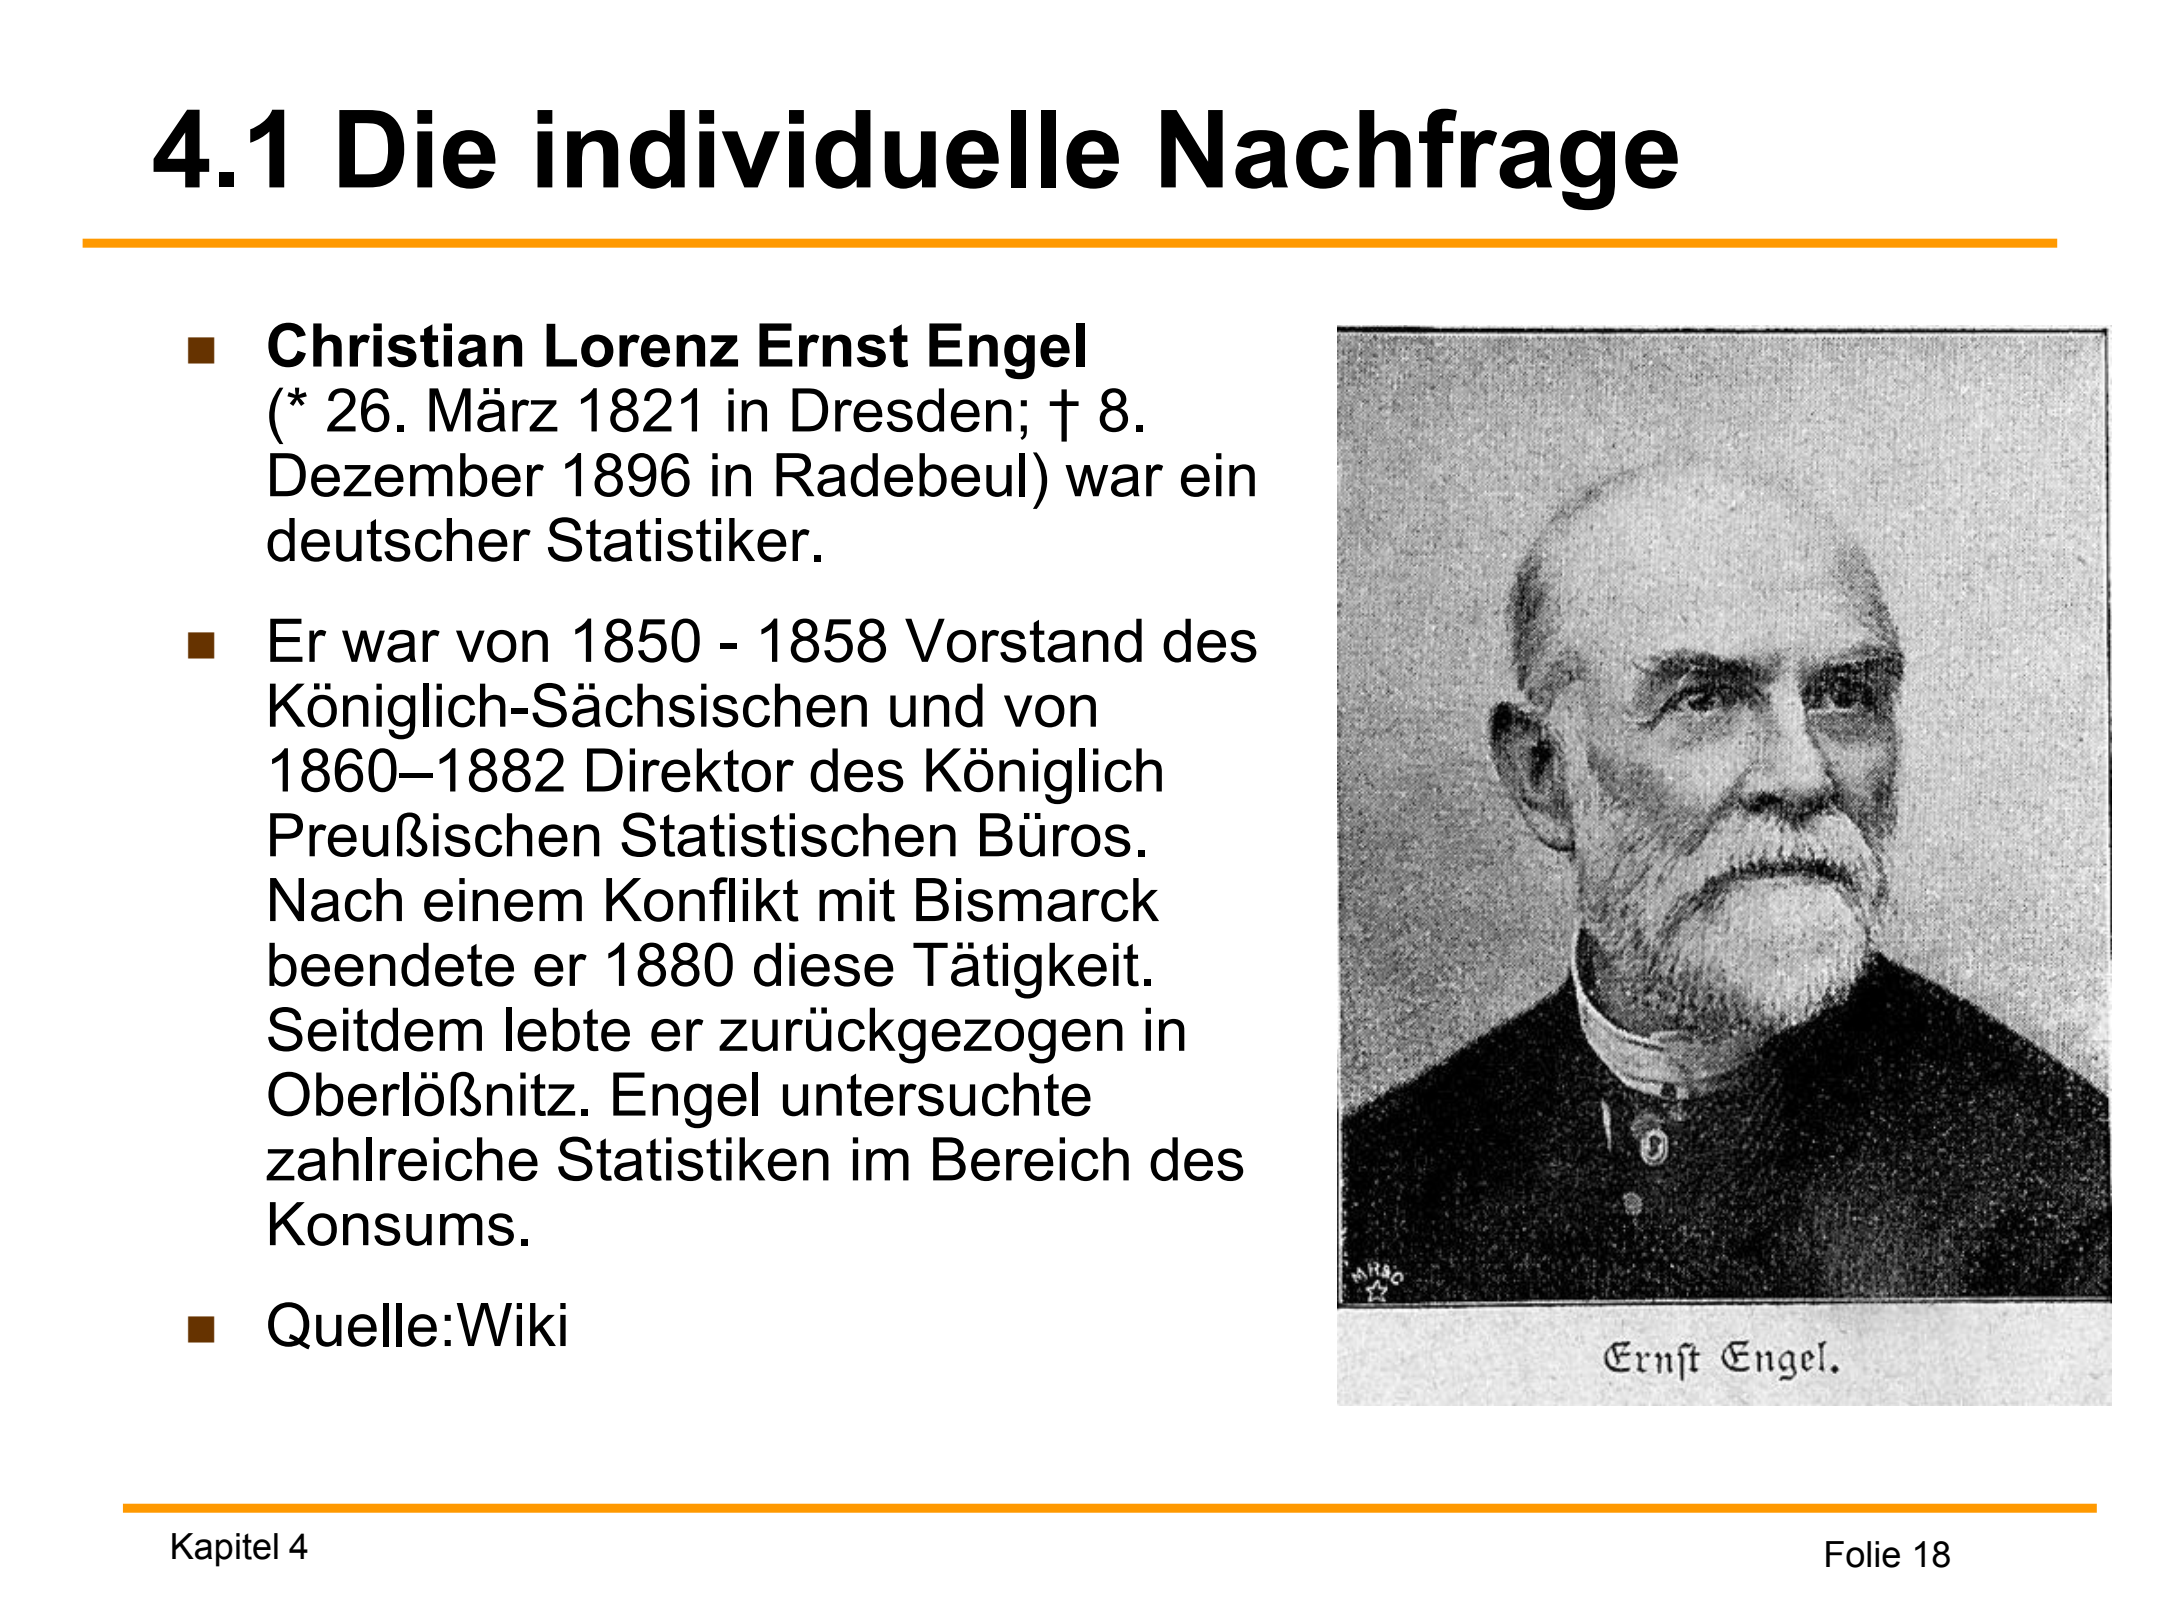 4.1 Die individuelle Nachfrage
Christian Lorenz Ernst Engel
(* 26. März 1821 in Dresden; † 8.
Dezember 1896 in Radebeul) war ein
deutscher Statistiker.
Er war von 1850 - 1858 Vorstand des
Königlich-Sächsischen und von
1860–1882 Direktor des Königlich
Preußischen Statistischen Büros.
Nach einem Konflikt mit Bismarck
beendete er 1880 diese Tätigkeit.
Seitdem lebte er zurückgezogen in
Oberlößnitz. Engel untersuchte
zahlreiche Statistiken im Bereich des
Konsums.
Quelle:Wiki
Ernſt Engel.
Kapitel 4
Folie 18